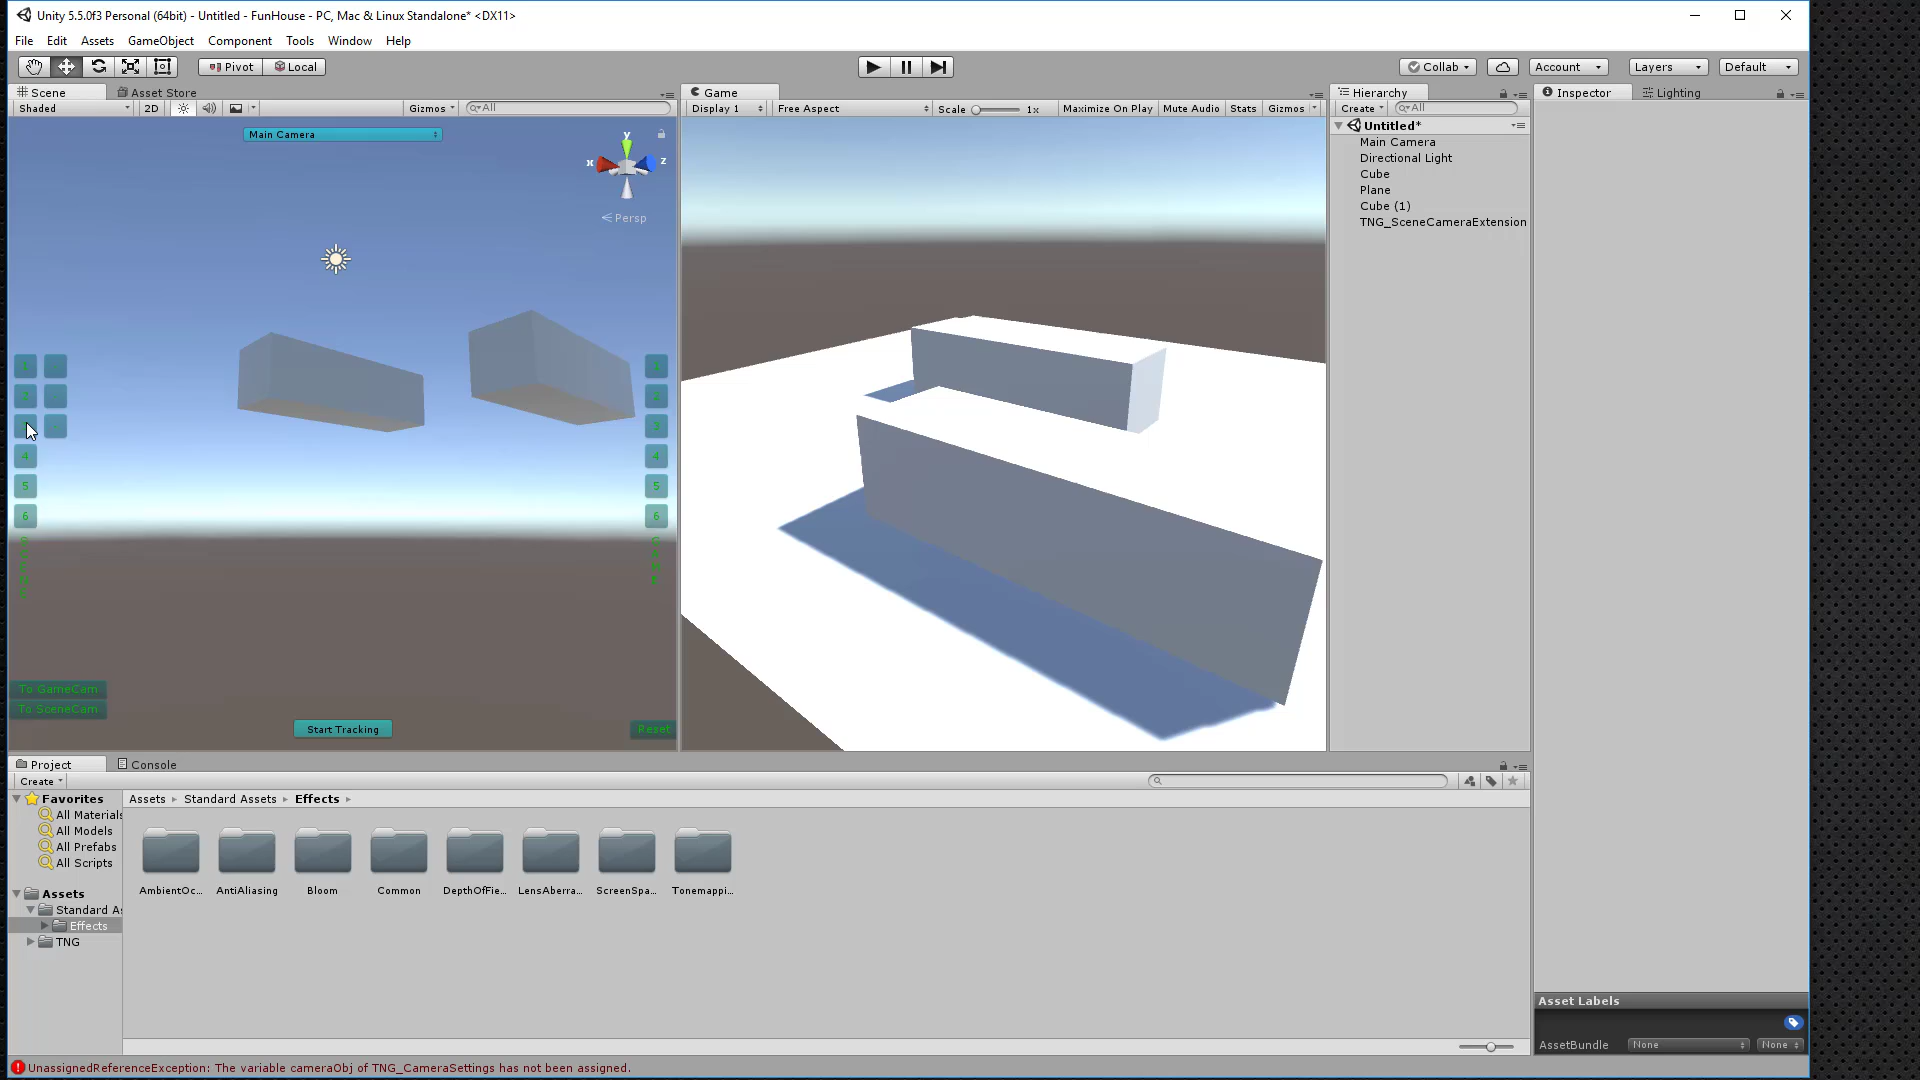 Unity 5.5.0f3 Personal (64bit) - Untitled - FunHouse - PC, Mac & Linux Standalone* <DX11>
File Edit Assets GameObject Component Tools Window Help
Pivot Local Collab Account Layers Default
Scene Asset Store
Shaded 2D Gizmos All
Main Camera
y
x z
Persp
4 4
5 5
6 6
To GameCam
To SceneCam
Start Tracking Reset
Game
Display 1 Free Aspect Scale 1x Maximize On Play Mute Audio Stats Gizmos
Hierarchy
Create All
Untitled*
Main Camera
Directional Light
Cube
Plane
Cube (1)
TNG_SceneCameraExtension
Inspector Lighting
Project Console
Create
Favorites
All Materials
All Models
All Prefabs
All Scripts
Assets
Standard As
Effects
TNG
Assets Standard Assets Effects
AmbientOc... AntiAliasing Bloom Common DepthOfFie... LensAberra... ScreenSpa... Tonemappi...
Asset Labels
AssetBundle None None
UnassignedReferenceException: The variable cameraObj of TNG_CameraSettings has not been assigned.